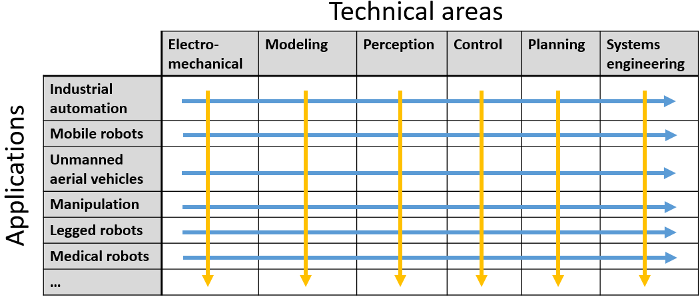 Technical areas
Electro-
mechanical
Modeling
Perception
Control
Planning
Systems
engineering
Applications
Industrial
automation
Mobile robots
Unmanned
aerial vehicles
Manipulation
Legged robots
Medical robots
...